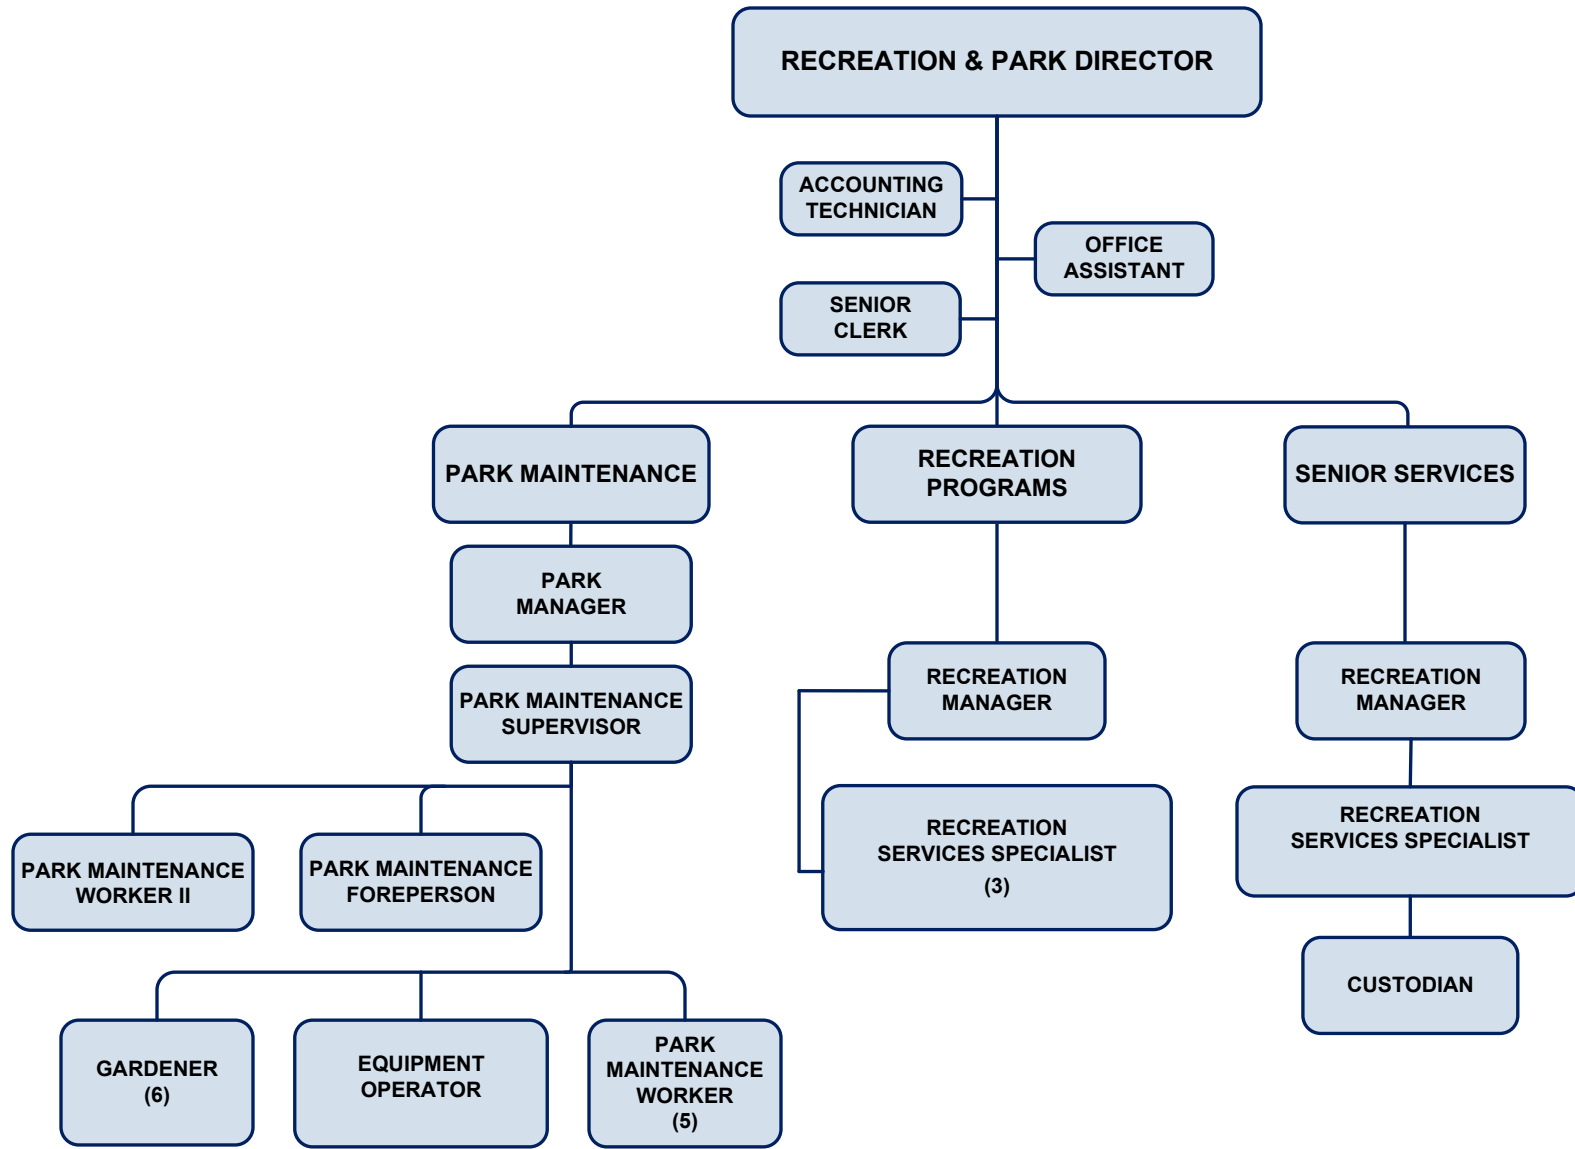 RECREATION & PARK DIRECTOR
ACCOUNTING
TECHNICIAN
OFFICE
ASSISTANT
SENIOR
CLERK
PARK MAINTENANCE
RECREATION
PROGRAMS
SENIOR SERVICES
PARK
MANAGER
PARK MAINTENANCE
SUPERVISOR
RECREATION
MANAGER
RECREATION
MANAGER
PARK MAINTENANCE
WORKER II
PARK MAINTENANCE
FOREPERSON
RECREATION
SERVICES SPECIALIST
(3)
RECREATION
SERVICES SPECIALIST
CUSTODIAN
GARDENER
(6)
EQUIPMENT
OPERATOR
PARK
MAINTENANCE
WORKER
(5)